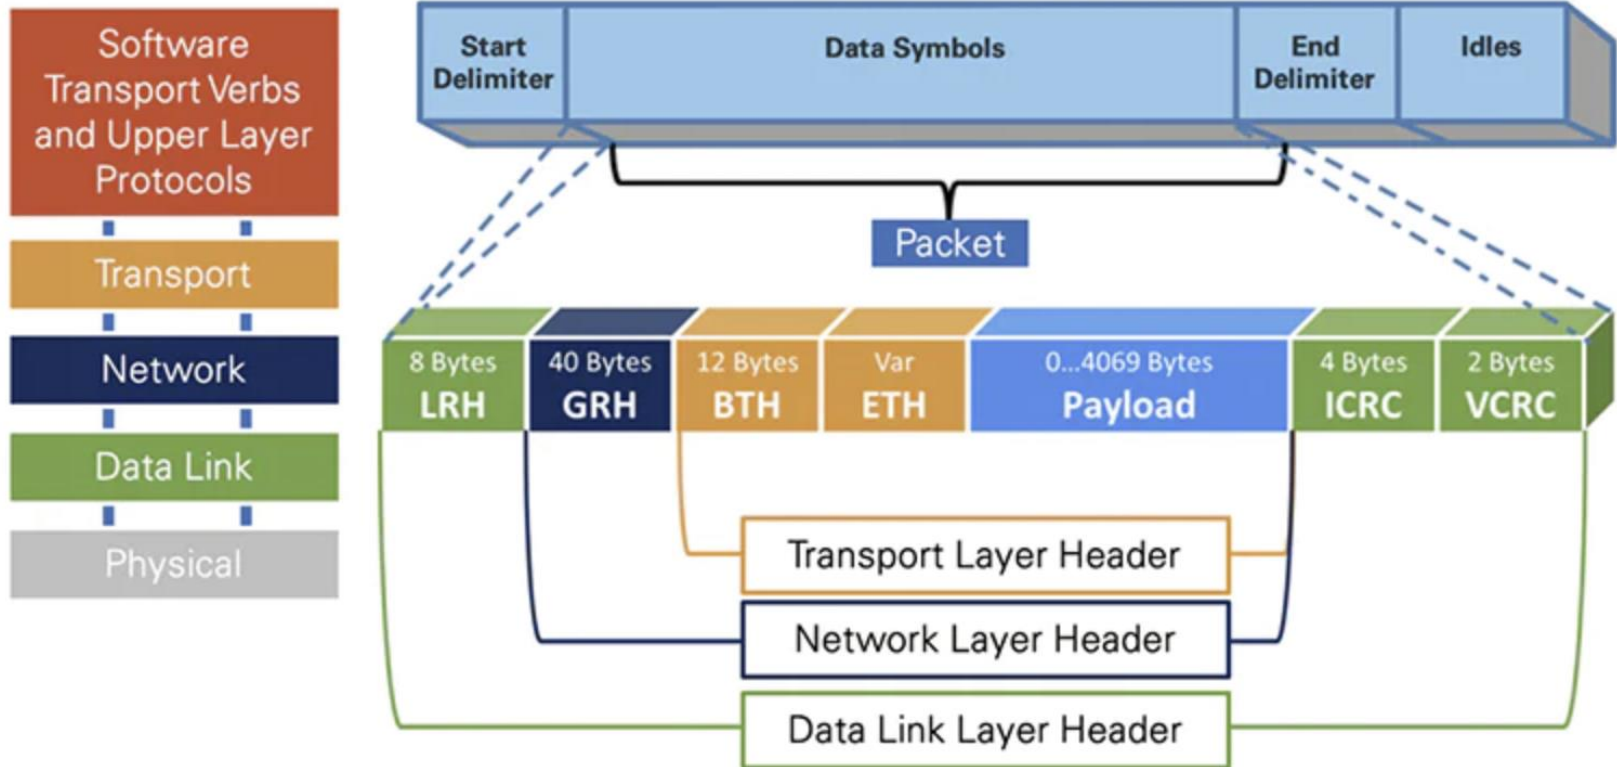 Software
Transport Verbs
and Upper Layer
Protocols
Transport
Network
Data Link
Physical
Start
Delimiter
Data Symbols
End
Delimiter
Idles
Packet
8 Bytes
LRH
40 Bytes
GRH
12 Bytes
BTH
Var
ETH
0...4069 Bytes
Payload
4 Bytes
ICRC
2 Bytes
VCRC
Transport Layer Header
Network Layer Header
Data Link Layer Header